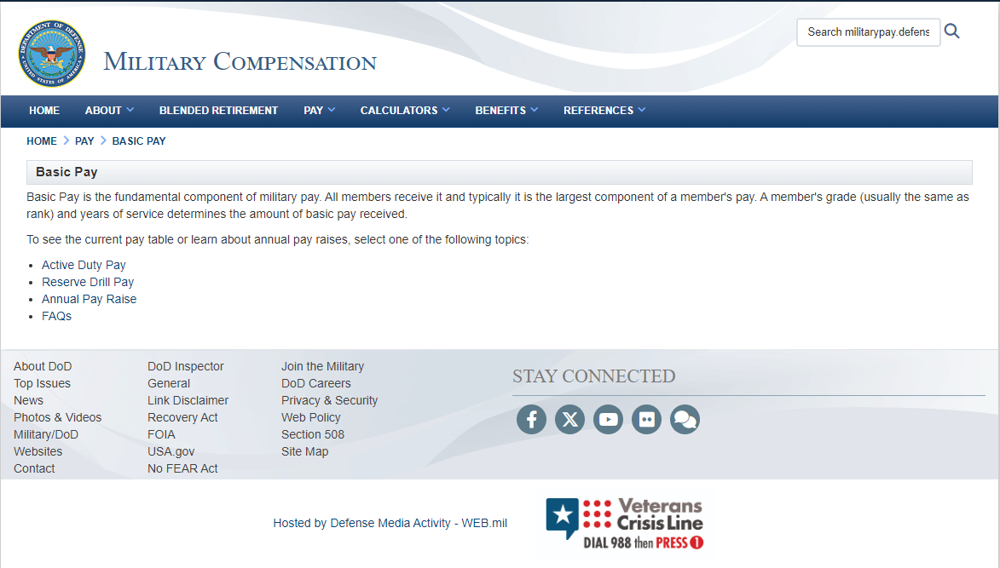 DEPARTMENT OF DEFENSE
UNITED STATES OF AMERICA
MILITARY COMPENSATION
Search militarypay.defens
HOME ABOUT BLENDED RETIREMENT PAY CALCULATORS BENEFITS REFERENCES
HOME > PAY > BASIC PAY
Basic Pay
Basic Pay is the fundamental component of military pay. All members receive it and typically it is the largest component of a member's pay. A member's grade (usually the same as
rank) and years of service determines the amount of basic pay received.
To see the current pay table or learn about annual pay raises, select one of the following topics:
• Active Duty Pay
• Reserve Drill Pay
• Annual Pay Raise
• FAQs
About DoD
Top Issues
News
Photos & Videos
Military/DoD
Websites
Contact
DoD Inspector
General
Link Disclaimer
Recovery Act
FOIA
USA.gov
No FEAR Act
Join the Military
DoD Careers
Privacy & Security
Web Policy
Section 508
Site Map
STAY CONNECTED
Hosted by Defense Media Activity - WEB.mil
Veterans
Crisis Line
DIAL 988 then PRESS 1